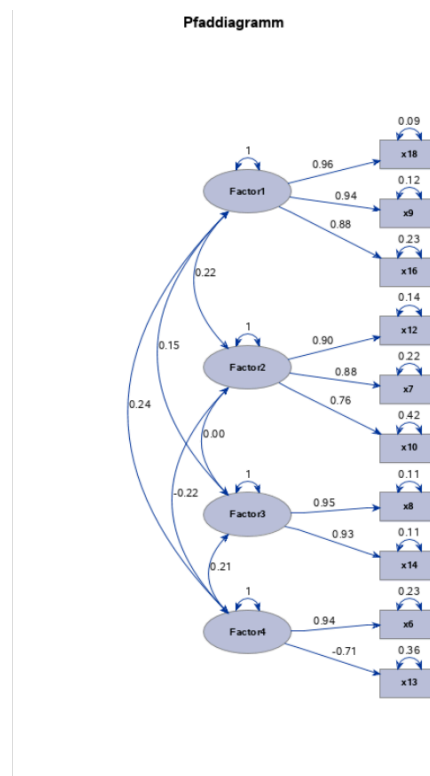 Pfaddiagramm
0.09
x18
1
0.96
0.12
Factor1
0.94
x9
0.88
0.23
x16
0.22
0.14
x12
1
0.90
0.15
0.22
Factor2
0.88
x7
0.76
0.24
0.42
0.00
x10
1
0.11
-0.22
0.95
x8
Factor3
0.93
0.11
x14
0.21
1
0.23
0.94
x6
Factor4
-0.71
0.36
x13